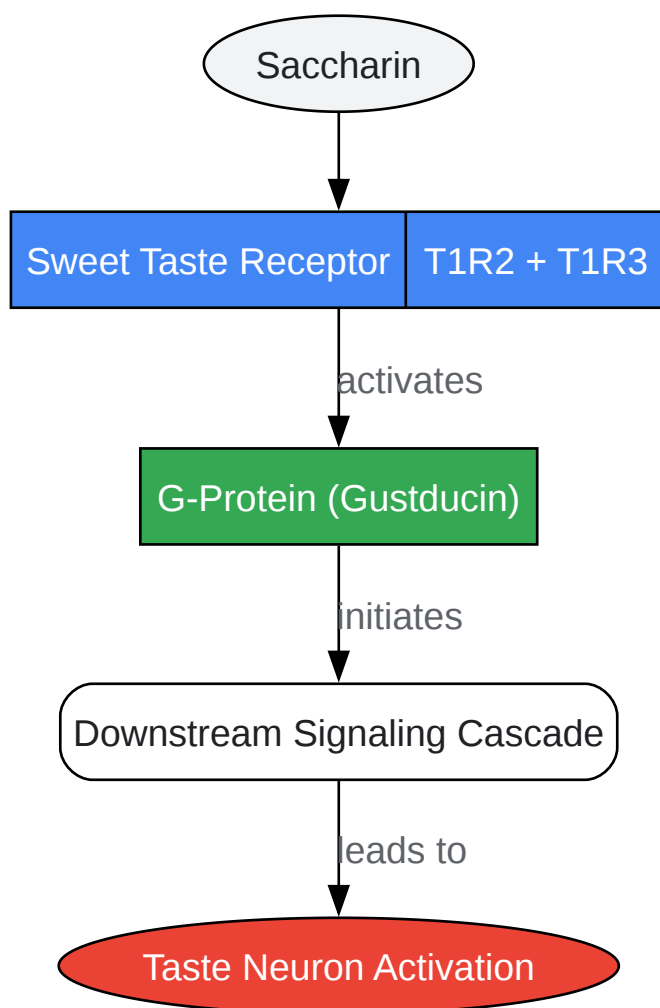 Saccharin
Sweet Taste Receptor T1R2 + T1R3
activates
G-Protein (Gustducin)
initiates
Downstream Signaling Cascade
leads to
Taste Neuron Activation